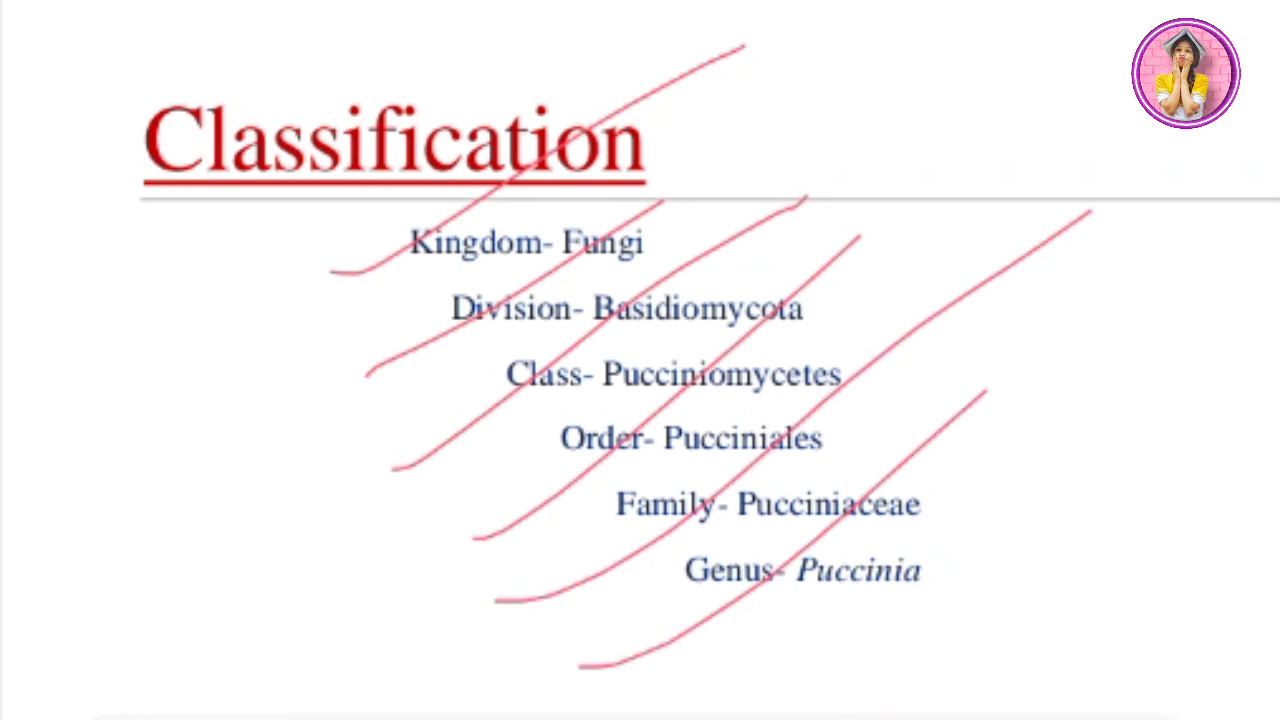 Classification
Kingdom- Fungi
Division- Basidiomycota
Class- Pucciniomycetes
Order- Pucciniales
Family- Pucciniaceae
Genus- Puccinia